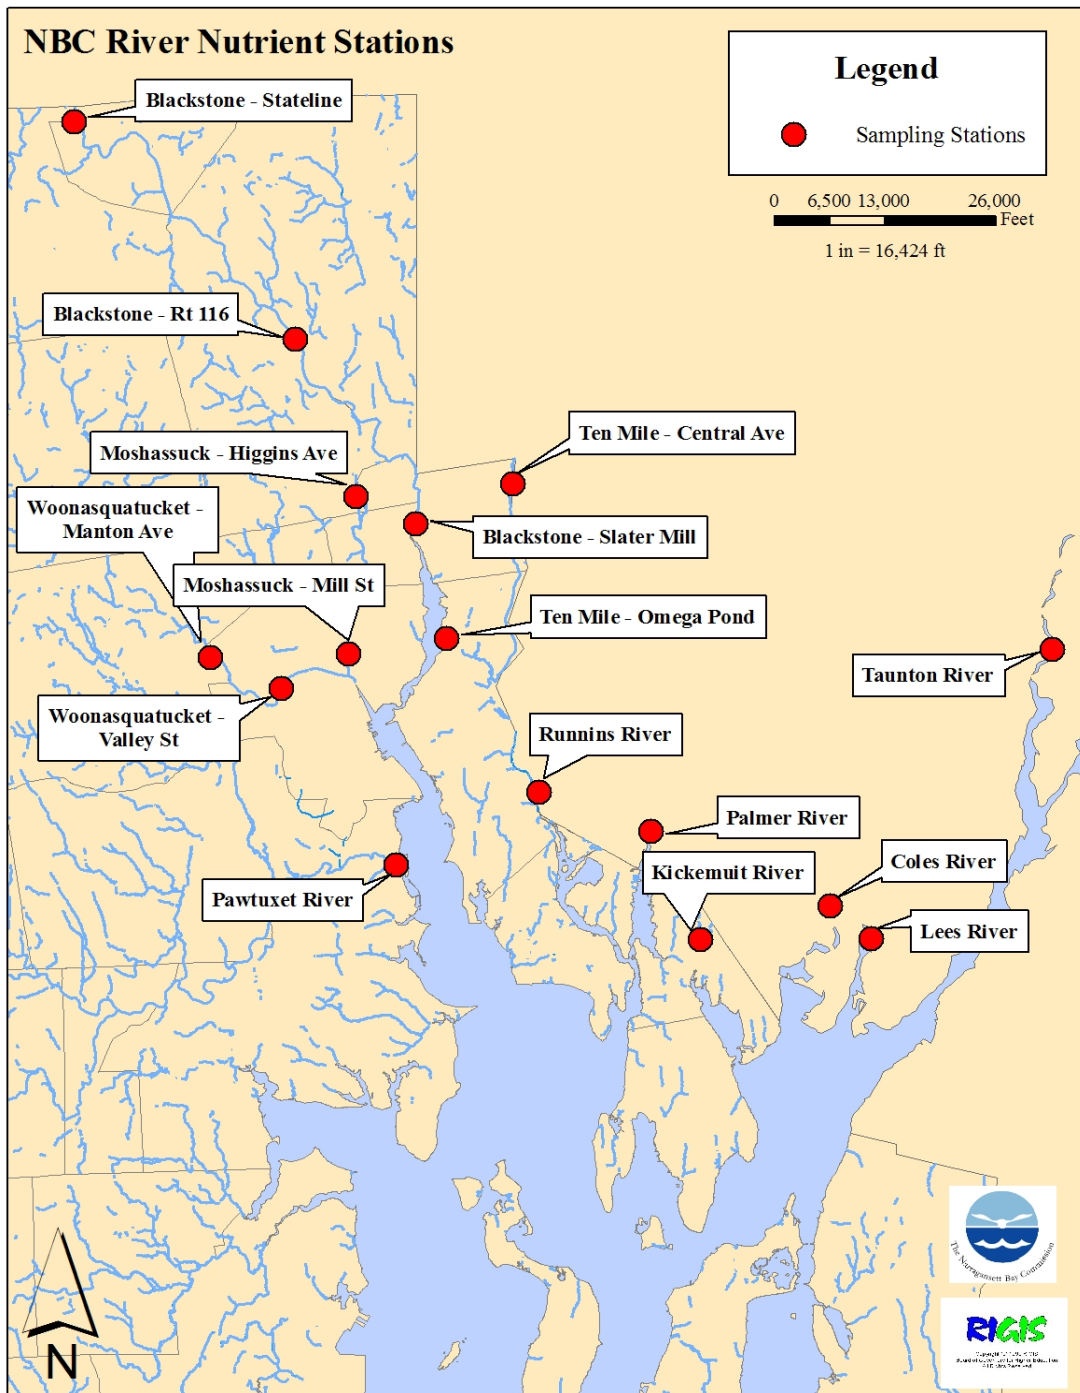 NBC River Nutrient Stations
Legend
Sampling Stations
0 6,500 13,000 26,000
Feet
1 in = 16,424 ft
Blackstone - Stateline
Blackstone - Rt 116
Ten Mile - Central Ave
Moshassuck - Higgins Ave
Woonasquatucket -
Manton Ave
Blackstone - Slater Mill
Moshassuck - Mill St
Ten Mile - Omega Pond
Taunton River
Woonasquatucket -
Valley St
Runnins River
Palmer River
Coles River
Kickemuit River
Pawtuxet River
Lees River
The Narragansett Bay Commission
RIGIS
N